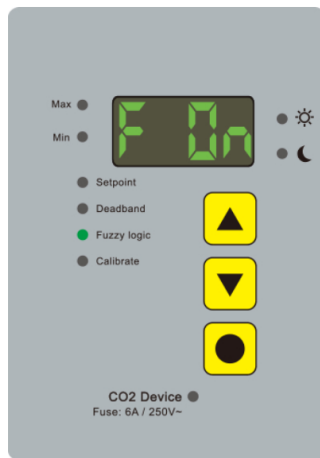 Max
F On
Min
Setpoint
Deadband
Fuzzy logic
Calibrate
CO2 Device
Fuse: 6A / 250V~